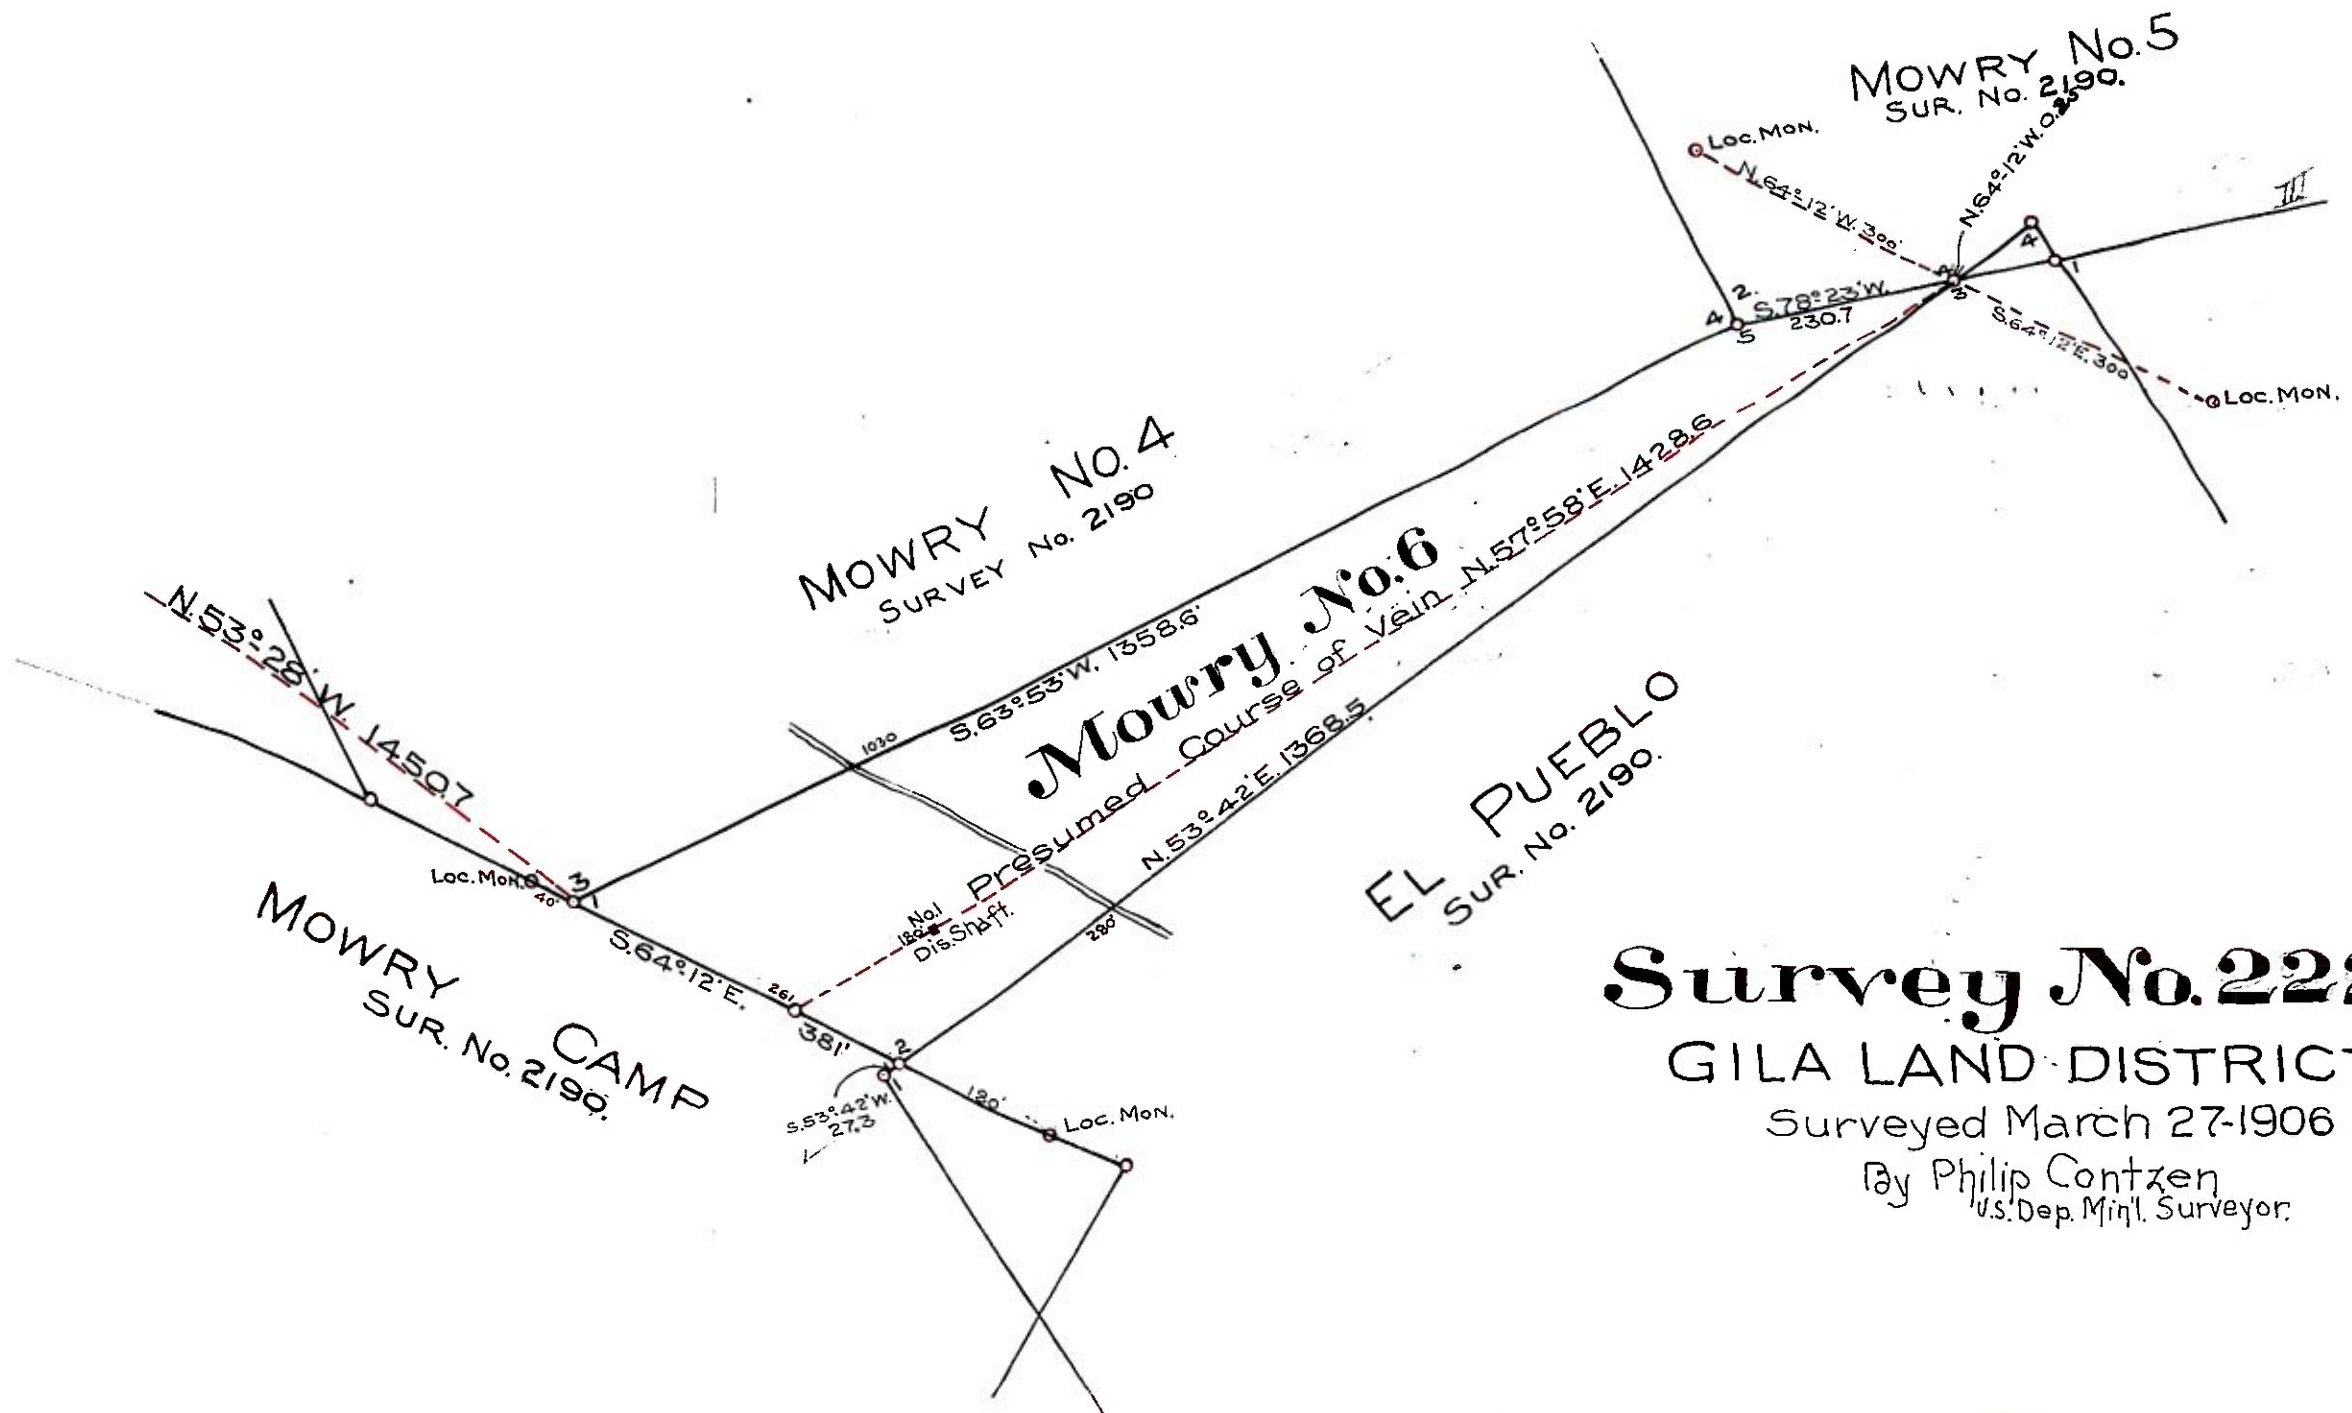 MOWRY No. 5
SUR. No. 2190.
N.64°-12'W. 0.25
Loc. MON.
N.64°-12'W. 300'
III
4
1
3
2.
4
5
S.78°-23'W.
230.7
S.64°-12'E. 300
Loc. MON.
MOWRY NO. 4
SURVEY No. 2190
N.53°-28'W. 1450.7
1030
S.63°-53'W. 1358.6'
Mowry No. 6
Presumed Course of Vein N.57°-58'E. 1428.6
N.53°-42'E. 1368.5
EL PUEBLO
SUR. No. 2190.
Loc. MON.
40'
3
1
No.1
180'
Dis. Shaft.
280'
MOWRY CAMP
SUR. No. 2190.
S.64°-12'E.
261
381'
2
1
S.53°-42'W.
27.3
120'
Loc. MON.
Survey No. 222
GILA LAND DISTRICT
Surveyed March 27-1906
By Philip Contzen
U.S. Dep. Min'l. Surveyor.